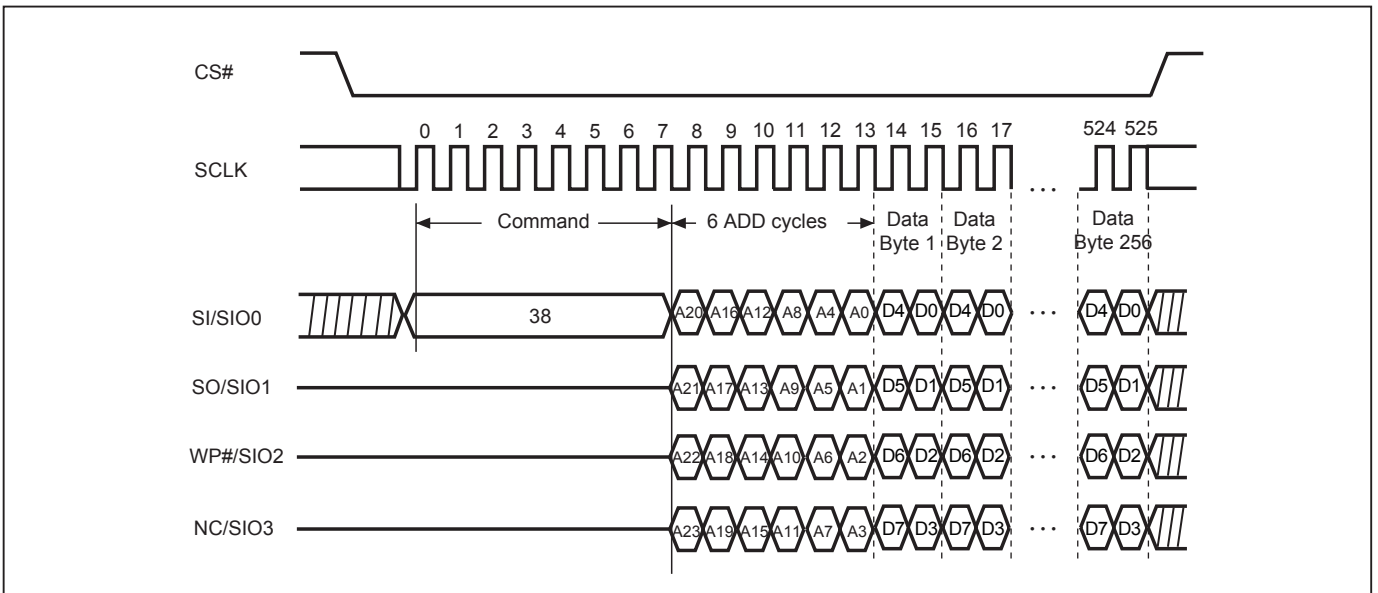 CS#
0 1 2 3 4 5 6 7 8 9 10 11 12 13 14 15 16 17 524 525
SCLK
...
Command 6 ADD cycles Data Data Data
Byte 1 Byte 2 Byte 256
SI/SIO0 38 A20 A16 A12 A8 A4 A0 D4 D0 D4 D0 ... D4 D0
SO/SIO1 A21 A17 A13 A9 A5 A1 D5 D1 D5 D1 ... D5 D1
WP#/SIO2 A22 A18 A14 A10 A6 A2 D6 D2 D6 D2 ... D6 D2
NC/SIO3 A23 A19 A15 A11 A7 A3 D7 D3 D7 D3 ... D7 D3